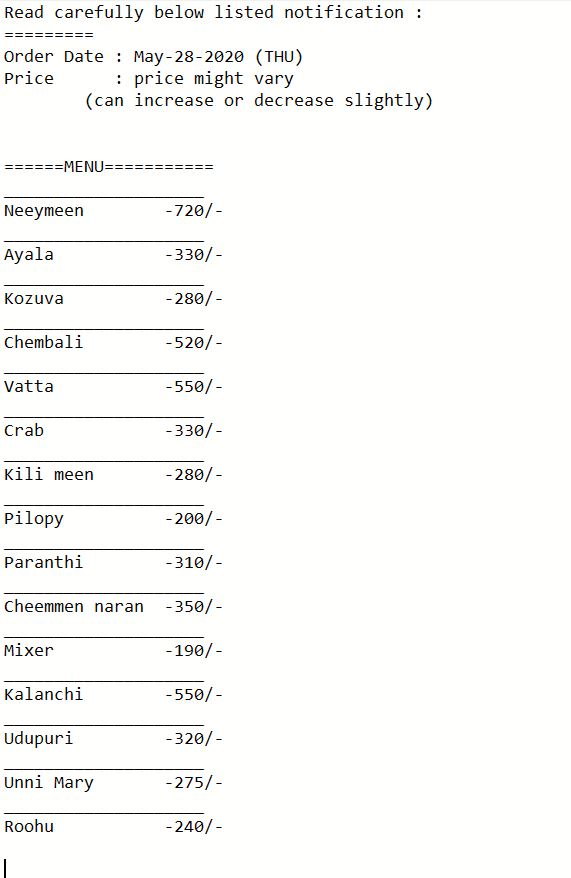 Read carefully below listed notification :
=========
Order Date : May-28-2020 (THU)
Price      : price might vary
        (can increase or decrease slightly)
======MENU===========
____________________
Neeymeen        -720/-
____________________
Ayala           -330/-
____________________
Kozuva          -280/-
____________________
Chembali        -520/-
____________________
Vatta           -550/-
____________________
Crab            -330/-
____________________
Kili meen       -280/-
____________________
Pilopy          -200/-
____________________
Paranthi        -310/-
____________________
Cheemmen naran  -350/-
____________________
Mixer           -190/-
____________________
Kalanchi        -550/-
____________________
Udupuri         -320/-
____________________
Unni Mary       -275/-
____________________
Roohu           -240/-